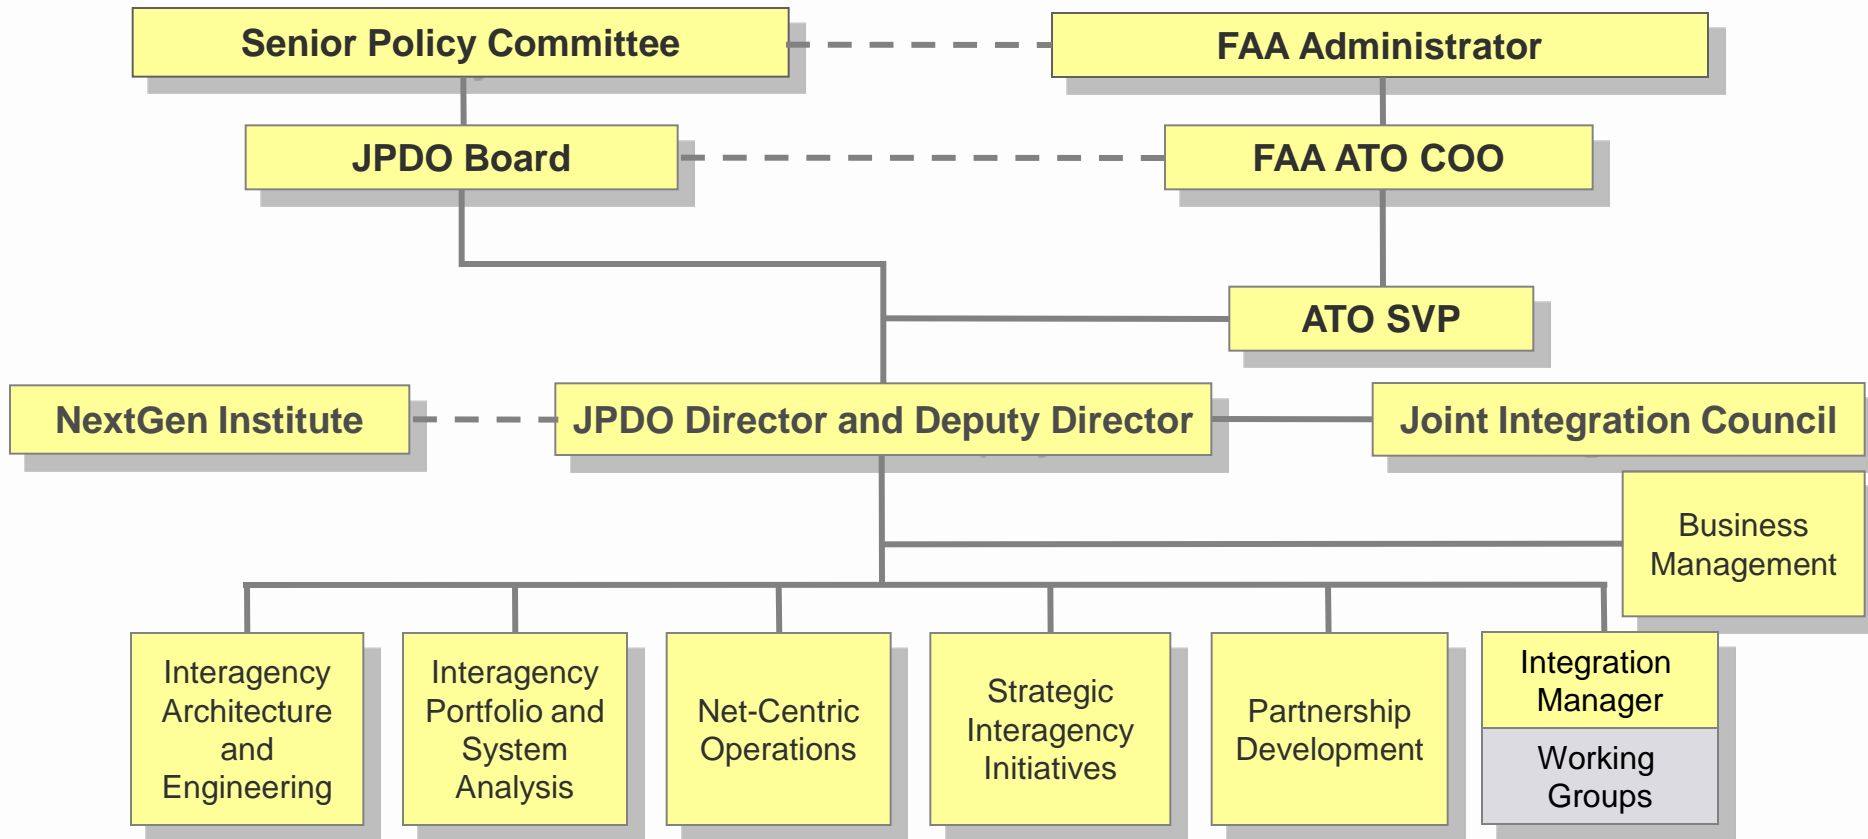 Senior Policy Committee
FAA Administrator
JPDO Board
FAA ATO COO
ATO SVP
NextGen Institute
JPDO Director and Deputy Director
Joint Integration Council
Business
Management
Interagency
Architecture
and
Engineering
Interagency
Portfolio and
System
Analysis
Net-Centric
Operations
Strategic
Interagency
Initiatives
Partnership
Development
Integration
Manager
Working
Groups